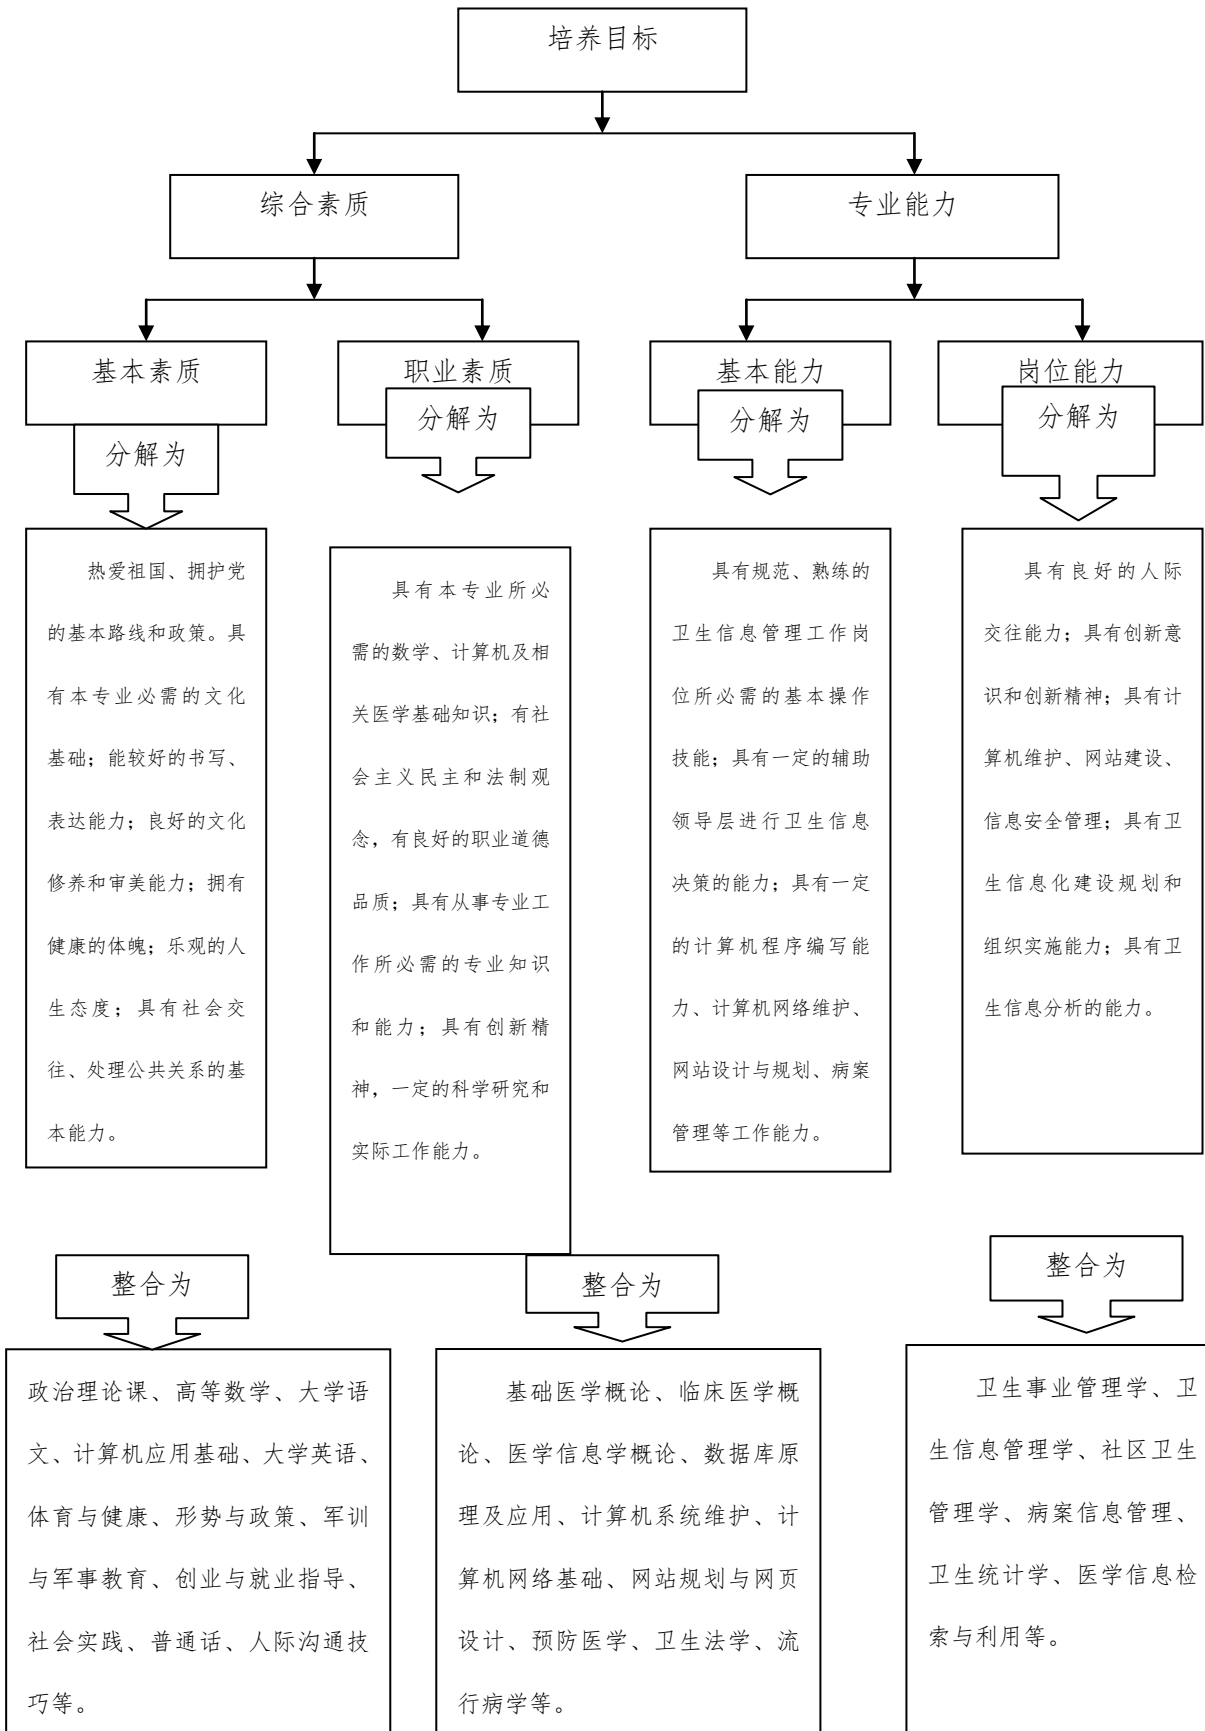 培养目标
综合素质
专业能力
基本素质
职业素质
基本能力
岗位能力
分解为
分解为
分解为
分解为
热爱祖国、拥护党
的基本路线和政策。具
有本专业必需的文化
基础；能较好的书写、
表达能力；良好的文化
修养和审美能力；拥有
健康的体魄；乐观的人
生态度；具有社会交
往、处理公共关系的基
本能力。
具有本专业所必
需的数学、计算机及相
关医学基础知识；有社
会主义民主和法制观
念，有良好的职业道德
品质；具有从事专业工
作所必需的专业知识
和能力；具有创新精
神，一定的科学研究和
实际工作能力。
具有规范、熟练的
卫生信息管理工作岗
位所必需的基本操作
技能；具有一定的辅助
领导层进行卫生信息
决策的能力；具有一定
的计算机程序编写能
力、计算机网络维护、
网站设计与规划、病案
管理等工作能力。
具有良好的人际
交往能力；具有创新意
识和创新精神；具有计
算机维护、网站建设、
信息安全管理；具有卫
生信息化建设规划和
组织实施能力；具有卫
生信息分析的能力。
整合为
整合为
整合为
政治理论课、高等数学、大学语
文、计算机应用基础、大学英语、
体育与健康、形势与政策、军训
与军事教育、创业与就业指导、
社会实践、普通话、人际沟通技
巧等。
基础医学概论、临床医学概
论、医学信息学概论、数据库原
理及应用、计算机系统维护、计
算机网络基础、网站规划与网页
设计、预防医学、卫生法学、流
行病学等。
卫生事业管理学、卫
生信息管理学、社区卫生
管理学、病案信息管理、
卫生统计学、医学信息检
索与利用等。